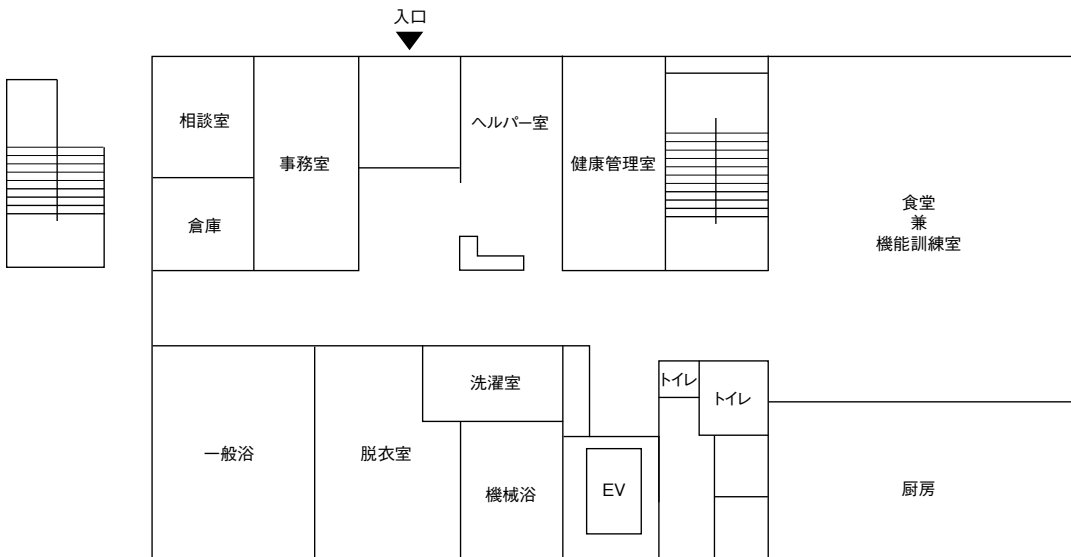 入口
相談室
ヘルパー室
事務室
健康管理室
倉庫
食堂
兼
機能訓練室
洗濯室
トイレ
トイレ
一般浴
脱衣室
機械浴
EV
厨房